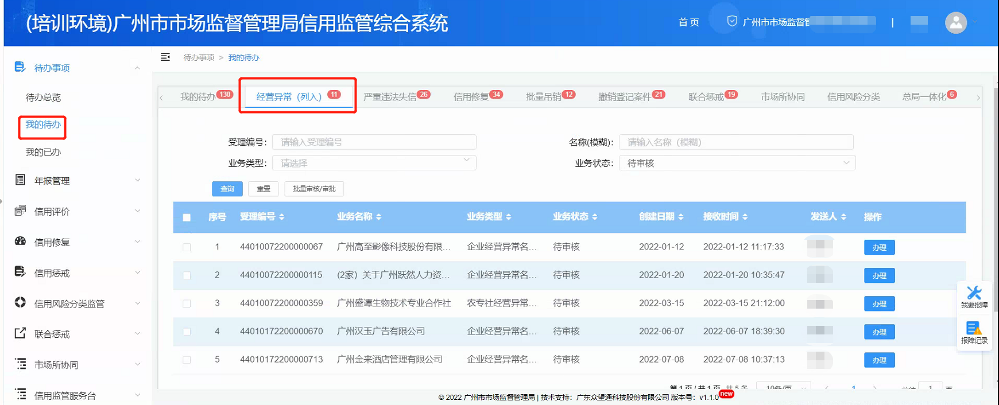 (培训环境)广州市市场监督管理局信用监管综合系统
首页
广州市市场监督管
|
待办事项 > 我的待办
待办事项
待办总览
我的待办
我的已办
年报管理
信用评价
信用修复
信用惩戒
信用风险分类监管
联合惩戒
市场所协同
信用监管服务台
我的待办 130 经营异常（列入） 11 严重违法失信 26 信用修复 34 批量吊销 12 撤销登记案件 21 联合惩戒 19 市场所协同 信用风险分类 总局一体化 6
受理编号： 请输入受理编号 名称(模糊)： 请输入名称（模糊）
业务类型： 请选择 业务状态： 待审核
查询 重置 批量审核/审批
序号 受理编号 业务名称 业务类型 业务状态 创建日期 接收时间 发送人 操作
1 44010072200000067 广州高至影像科技股份有限... 企业经营异常名... 待审核 2022-01-12 2022-01-12 11:17:33 办理
2 44010072200000115 (2家）关于广州跃然人力资... 企业经营异常名... 待审核 2022-01-20 2022-01-20 10:35:47 办理
3 44010072200000359 广州盛谭生物技术专业合作社 农专社经营异常... 待审核 2022-03-15 2022-03-15 21:12:00 办理
4 44010172200000670 广州汉玉广告有限公司 企业经营异常名... 待审核 2022-06-07 2022-06-07 18:39:30 办理
5 44010172200000713 广州金来酒店管理有限公司 企业经营异常名... 待审核 2022-07-08 2022-07-08 10:37:13 办理
我要报障
报障记录
第 1 页 / 共 1 页 共 5 条 10条/页 1 前往 1 页
© 2022 广州市市场监督管理局 | 技术支持：广东众望通科技股份有限公司 版本号：v1.1.0 new